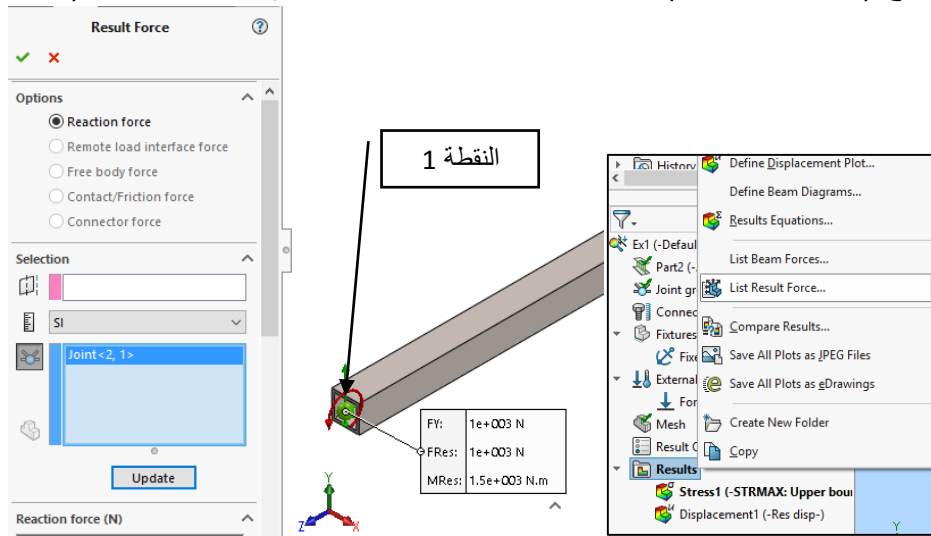 Result Force
Options
Reaction force
Remote load interface force
Free body force
Contact/Friction force
Connector force
Selection
SI
Joint<2, 1>
Update
Reaction force (N)
النقطة 1
FY: 1e+003 N
FRes: 1e+003 N
MRes: 1.5e+003 N.m
Y
Z
X
History
Ex1 (-Defaul
Part2 (-
Joint gr
Connec
Fixtures
Fixe
External
For
Mesh
Result
Results
Stress1 (-STRMAX: Upper bou
Displacement1 (-Res disp-)
Define Displacement Plot...
Define Beam Diagrams...
Results Equations...
List Beam Forces...
List Result Force...
Compare Results...
Save All Plots as JPEG Files
Save All Plots as eDrawings
Create New Folder
Copy
Y